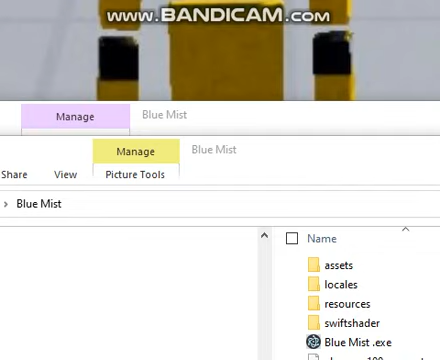 www.BANDICAM.com
Manage Blue Mist
Manage Blue Mist
Share View Picture Tools
Blue Mist
Name
assets
locales
resources
swiftshader
Blue Mist .exe